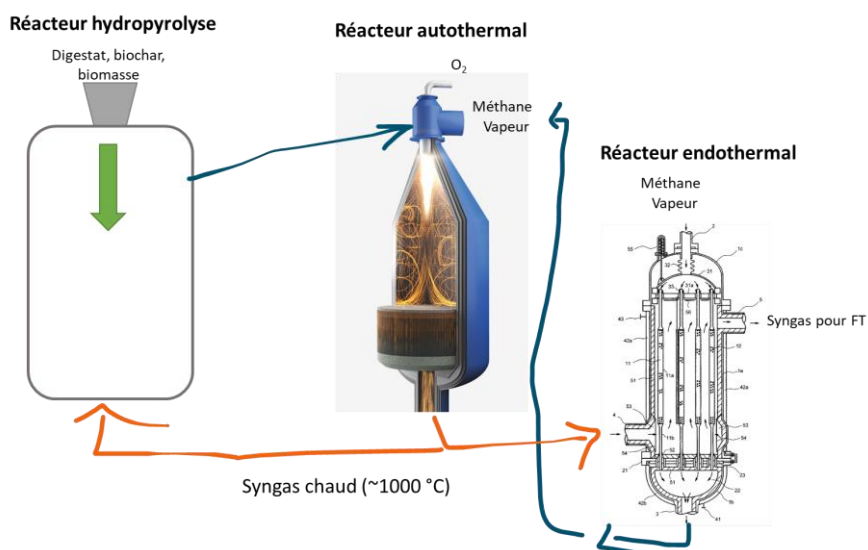 Réacteur hydropyrolyse
Digestat, biochar,
biomasse
Réacteur autothermal
O₂
Méthane
Vapeur
Réacteur endothermal
Méthane
Vapeur
Syngas pour FT
Syngas chaud (~1000 °C)